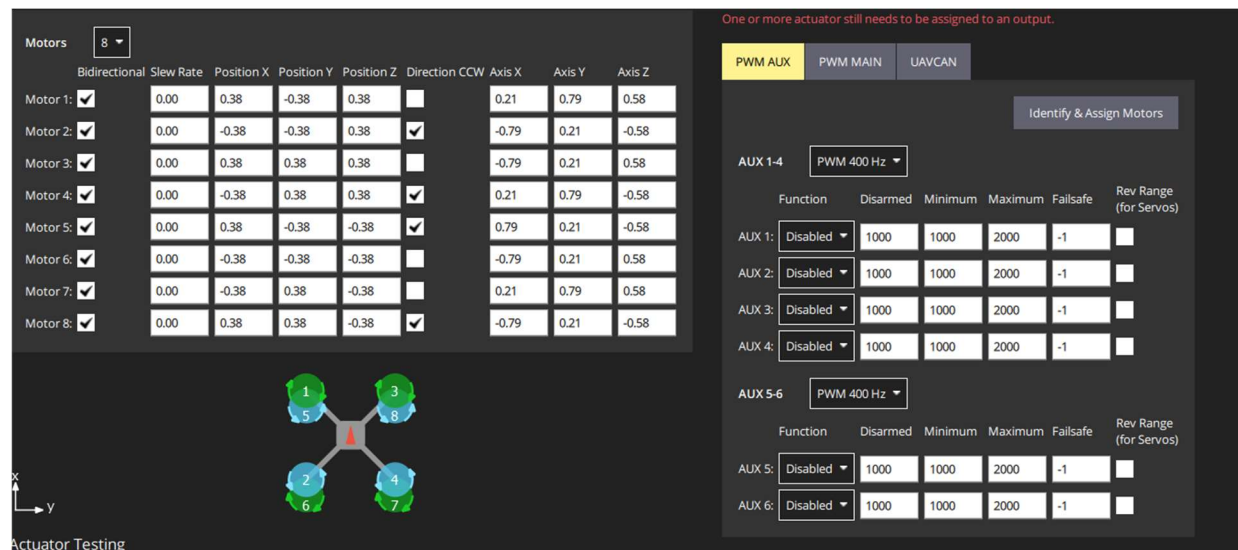 Motors 8
Bidirectional Slew Rate Position X Position Y Position Z Direction CCW Axis X Axis Y Axis Z
Motor 1: 0.00 0.38 -0.38 0.38 0.21 0.79 0.58
Motor 2: 0.00 -0.38 -0.38 0.38 -0.79 0.21 -0.58
Motor 3: 0.00 0.38 0.38 0.38 -0.79 0.21 0.58
Motor 4: 0.00 -0.38 0.38 0.38 0.21 0.79 -0.58
Motor 5: 0.00 0.38 -0.38 -0.38 0.79 0.21 -0.58
Motor 6: 0.00 -0.38 -0.38 -0.38 -0.79 0.21 0.58
Motor 7: 0.00 -0.38 0.38 -0.38 0.21 0.79 0.58
Motor 8: 0.00 0.38 0.38 -0.38 -0.79 0.21 -0.58
1 3
5 8
2 4
6 7
x
y
Actuator Testing
One or more actuator still needs to be assigned to an output.
PWM AUX PWM MAIN UAVCAN
Identify & Assign Motors
AUX 1-4 PWM 400 Hz
Function Disarmed Minimum Maximum Failsafe Rev Range
(for Servos)
AUX 1: Disabled 1000 1000 2000 -1
AUX 2: Disabled 1000 1000 2000 -1
AUX 3: Disabled 1000 1000 2000 -1
AUX 4: Disabled 1000 1000 2000 -1
AUX 5-6 PWM 400 Hz
Function Disarmed Minimum Maximum Failsafe Rev Range
(for Servos)
AUX 5: Disabled 1000 1000 2000 -1
AUX 6: Disabled 1000 1000 2000 -1